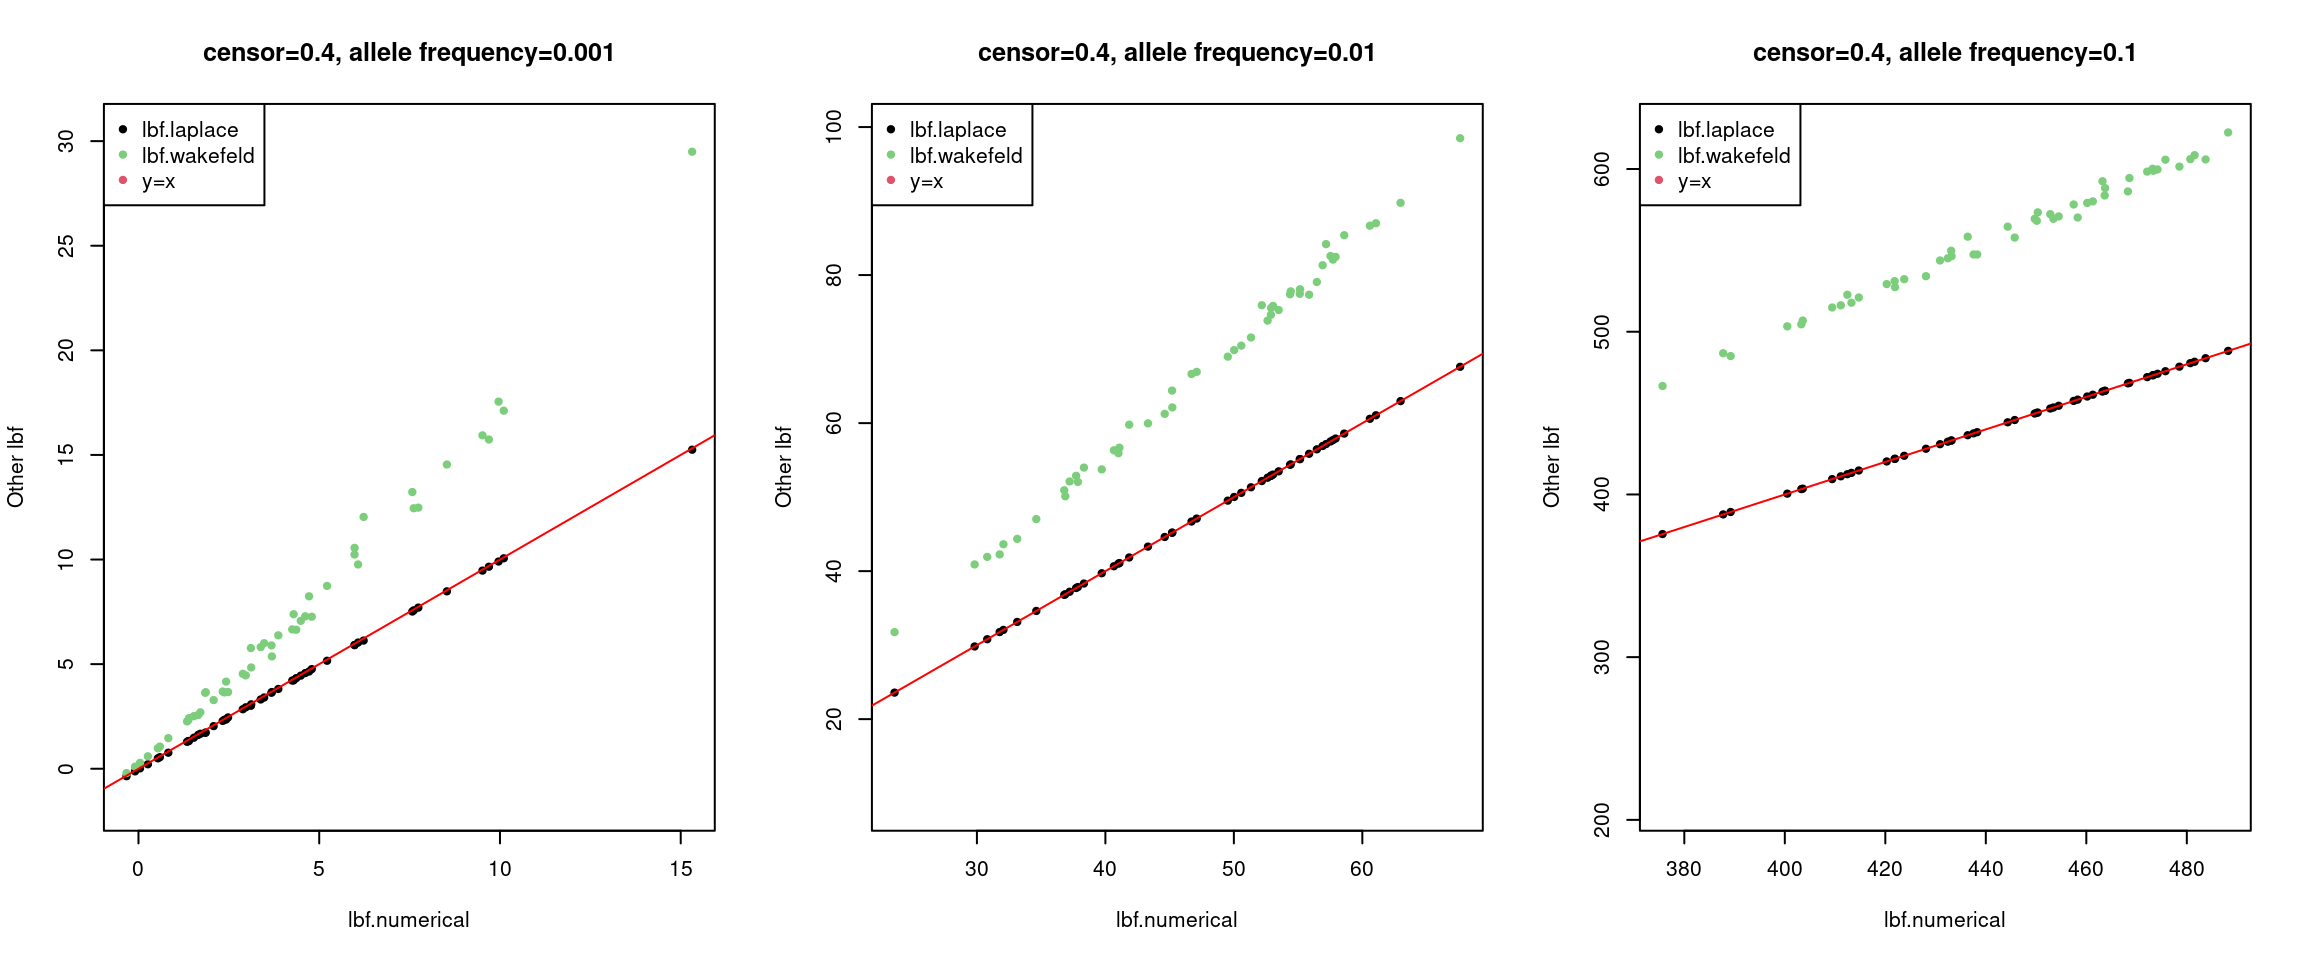 censor=0.4, allele frequency=0.001
lbf.laplace
lbf.wakefeld
y=x
30
25
20
15
10
5
0
Other lbf
0 5 10 15
lbf.numerical
censor=0.4, allele frequency=0.01
lbf.laplace
lbf.wakefeld
y=x
100
80
60
40
20
Other lbf
30 40 50 60
lbf.numerical
censor=0.4, allele frequency=0.1
lbf.laplace
lbf.wakefeld
y=x
600
500
400
300
200
Other lbf
380 400 420 440 460 480
lbf.numerical